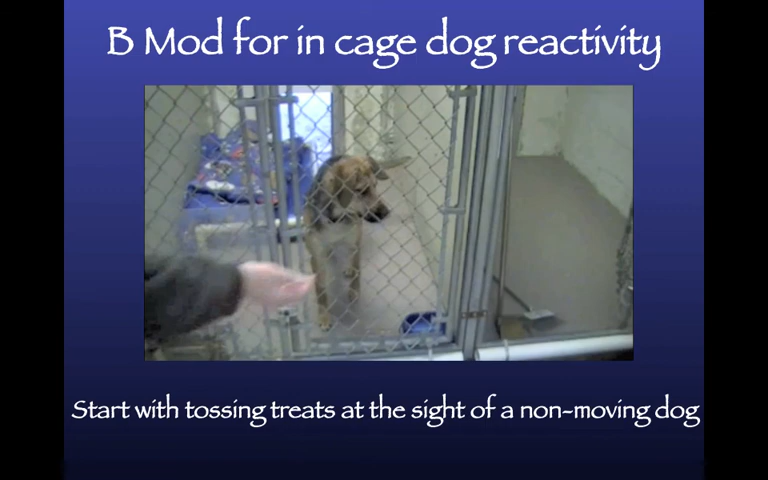 B Mod for in cage dog reactivity
Start with tossing treats at the sight of a non-moving dog